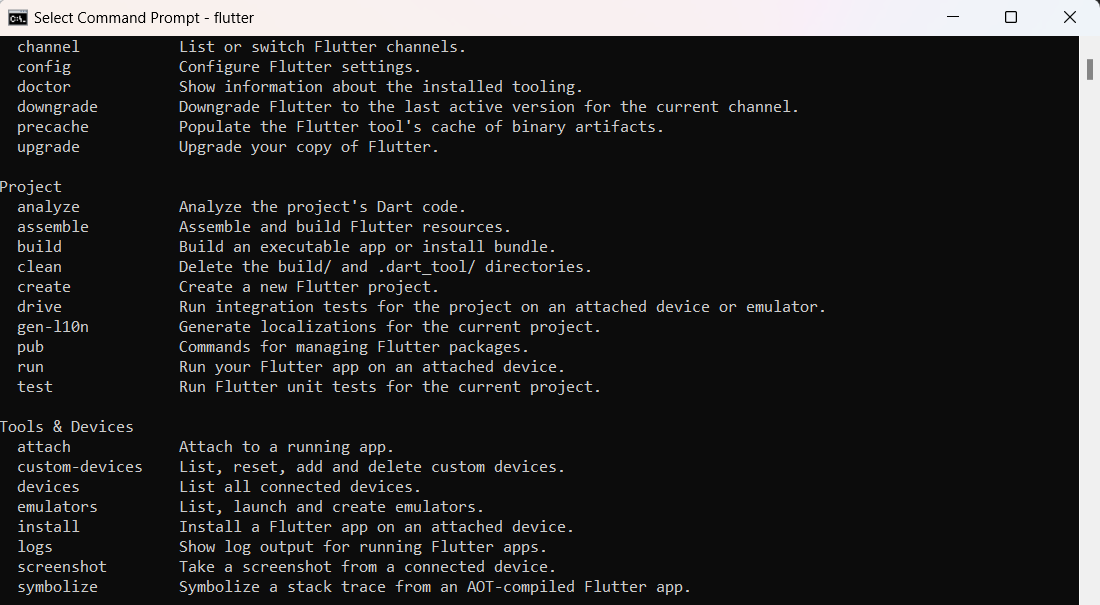 Select Command Prompt - flutter
channel List or switch Flutter channels.
config Configure Flutter settings.
doctor Show information about the installed tooling.
downgrade Downgrade Flutter to the last active version for the current channel.
precache Populate the Flutter tool's cache of binary artifacts.
upgrade Upgrade your copy of Flutter.
Project
analyze Analyze the project's Dart code.
assemble Assemble and build Flutter resources.
build Build an executable app or install bundle.
clean Delete the build/ and .dart_tool/ directories.
create Create a new Flutter project.
drive Run integration tests for the project on an attached device or emulator.
gen-l10n Generate localizations for the current project.
pub Commands for managing Flutter packages.
run Run your Flutter app on an attached device.
test Run Flutter unit tests for the current project.
Tools & Devices
attach Attach to a running app.
custom-devices List, reset, add and delete custom devices.
devices List all connected devices.
emulators List, launch and create emulators.
install Install a Flutter app on an attached device.
logs Show log output for running Flutter apps.
screenshot Take a screenshot from a connected device.
symbolize Symbolize a stack trace from an AOT-compiled Flutter app.